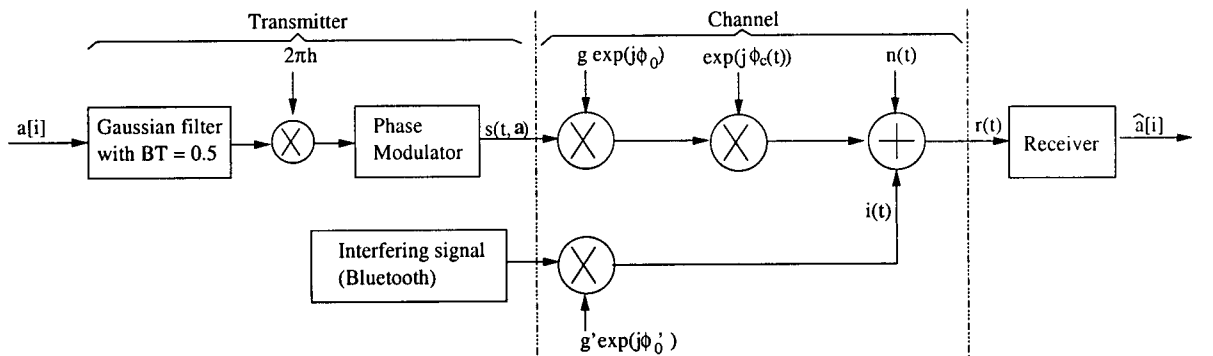 Transmitter
Channel
2πh
g exp(jϕ₀)
exp(jϕc(t))
n(t)
a[i]
Gaussian filter
with BT = 0.5
Phase
Modulator
s(t, a)
r(t)
Receiver
â[i]
i(t)
Interfering signal
(Bluetooth)
g'exp(jϕ₀')